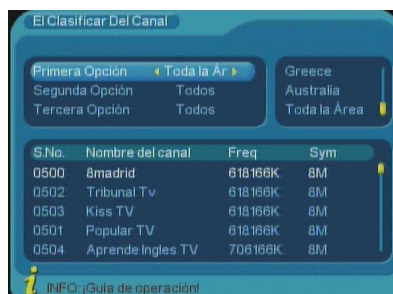 El Clasificar Del Canal
Primera Opción Toda la Ár
Segunda Opción Todos
Tercera Opción Todos
Greece
Australia
Toda la Área
S.No. Nombre del canal Freq Sym
0500 8madrid 618166K 8M
0502 Tribunal Tv 618166K 8M
0503 Kiss TV 618166K 8M
0501 Popular TV 618166K 8M
0504 Aprende Ingles TV 706166K 8M
INFO:¡Guía de operación!